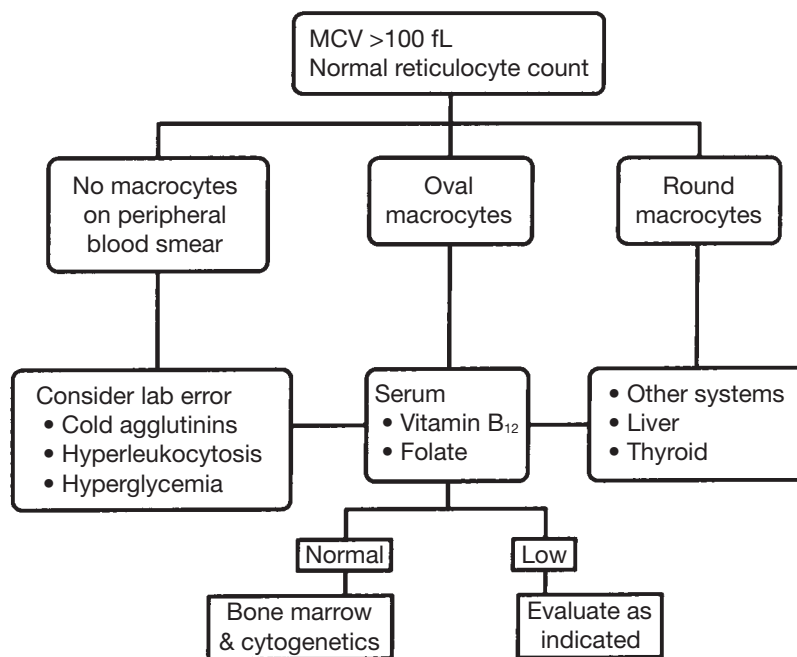 MCV >100 fL
Normal reticulocyte count
No macrocytes
on peripheral
blood smear
Oval
macrocytes
Round
macrocytes
Consider lab error
• Cold agglutinins
• Hyperleukocytosis
• Hyperglycemia
Serum
• Vitamin B₁₂
• Folate
• Other systems
• Liver
• Thyroid
Normal
Low
Bone marrow
& cytogenetics
Evaluate as
indicated